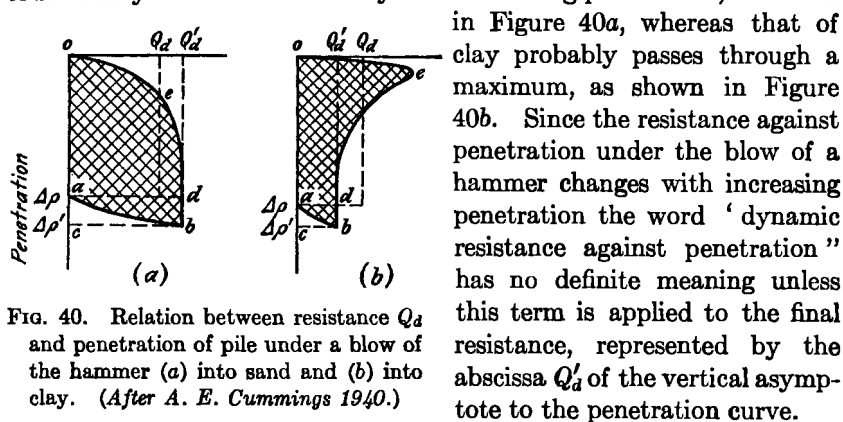 in Figure 40a, whereas that of
clay probably passes through a
maximum, as shown in Figure
40b. Since the resistance against
penetration under the blow of a
hammer changes with increasing
penetration the word ‘dynamic
resistance against penetration”
has no definite meaning unless
this term is applied to the final
resistance, represented by the
abscissa Q'd of the vertical asymp-
tote to the penetration curve.
o Qd Q'd
e
a d
Δρ
Δρ'
c b
Penetration
(a)
o Q'd Qd
e
a d
Δρ
Δρ'
c b
(b)
FIG. 40. Relation between resistance Qd
and penetration of pile under a blow of
the hammer (a) into sand and (b) into
clay. (After A. E. Cummings 1940.)